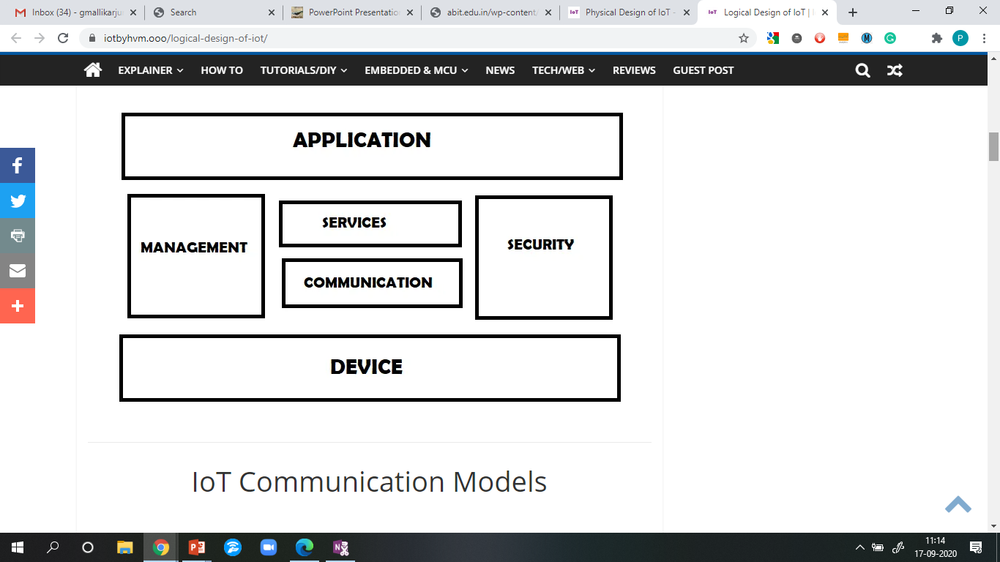 Inbox (34) - gmallikarju
Search
PowerPoint Presentatio
abit.edu.in/wp-content/
IoT
Physical Design of IoT -
IoT
Logical Design of IoT |
iotbyhvm.ooo/logical-design-of-iot/
P
EXPLAINER
HOW TO
TUTORIALS/DIY
EMBEDDED & MCU
NEWS
TECH/WEB
REVIEWS
GUEST POST
APPLICATION
MANAGEMENT
SERVICES
COMMUNICATION
SECURITY
DEVICE
IoT Communication Models
11:14
17-09-2020